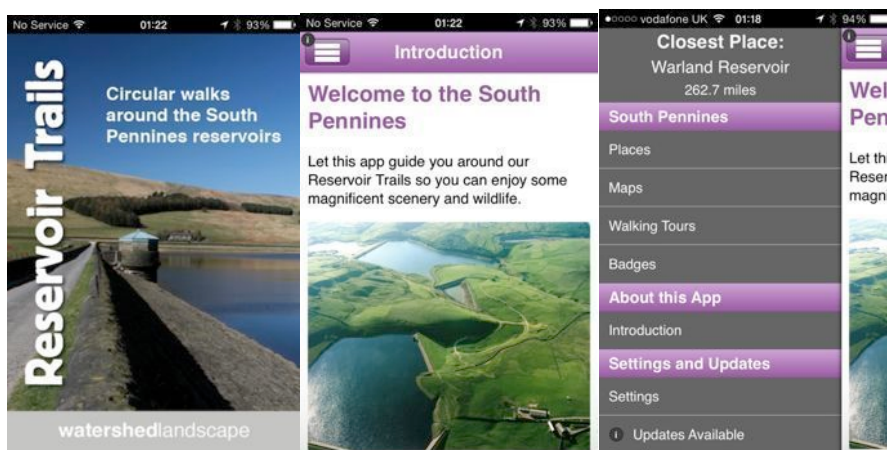 No Service 01:22 93%
Reservoir Trails
Circular walks
around the South
Pennines reservoirs
watershedlandscape
No Service 01:22 93%
Introduction
Welcome to the South
Pennines
Let this app guide you around our
Reservoir Trails so you can enjoy some
magnificent scenery and wildlife.
vodafone UK 01:18 94%
Closest Place:
Warland Reservoir
262.7 miles
South Pennines
Places
Maps
Walking Tours
Badges
About this App
Introduction
Settings and Updates
Settings
Updates Available
Wel
Pen
Let th
Reser
magni